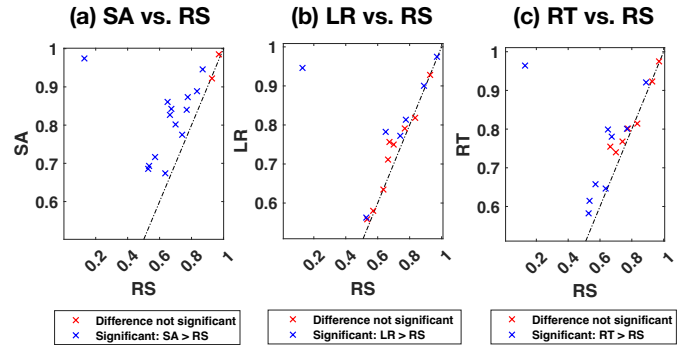 (a) SA vs. RS
(b) LR vs. RS
(c) RT vs. RS
1
0.9
0.8
0.7
0.6
SA
0.2
0.4
0.6
0.8
1
RS
Difference not significant
Significant: SA > RS
1
0.9
0.8
0.7
0.6
LR
0.2
0.4
0.6
0.8
1
RS
Difference not significant
Significant: LR > RS
1
0.9
0.8
0.7
0.6
RT
0.2
0.4
0.6
0.8
1
RS
Difference not significant
Significant: RT > RS